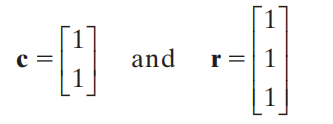 c = [1 1] and r = [1 1 1]